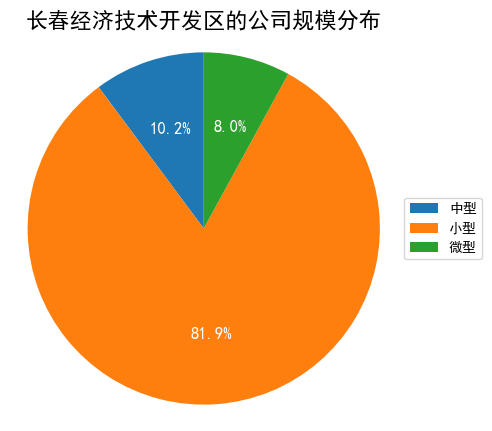 长春经济技术开发区的公司规模分布
10.2%
8.0%
81.9%
中型
小型
微型